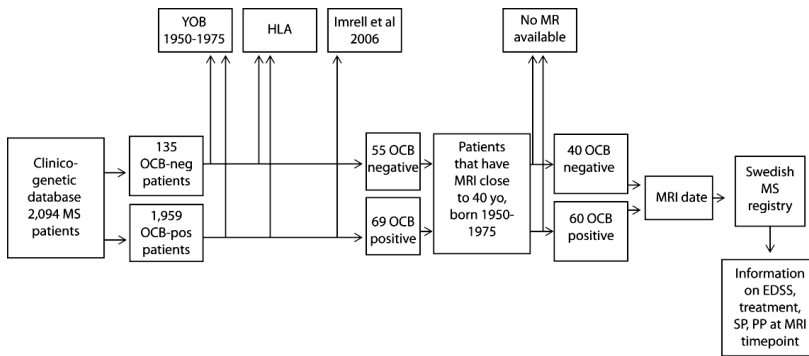 YOB
1950-1975
HLA
Imrell et al
2006
No MR
available
Clinico-
genetic
database
2,094 MS
patients
135
OCB-neg
patients
1,959
OCB-pos
patients
55 OCB
negative
69 OCB
positive
Patients
that have
MRI close
to 40 yo,
born 1950-
1975
40 OCB
negative
60 OCB
positive
MRI date
Swedish
MS
registry
Information
on EDSS,
treatment,
SP, PP at MRI
timepoint